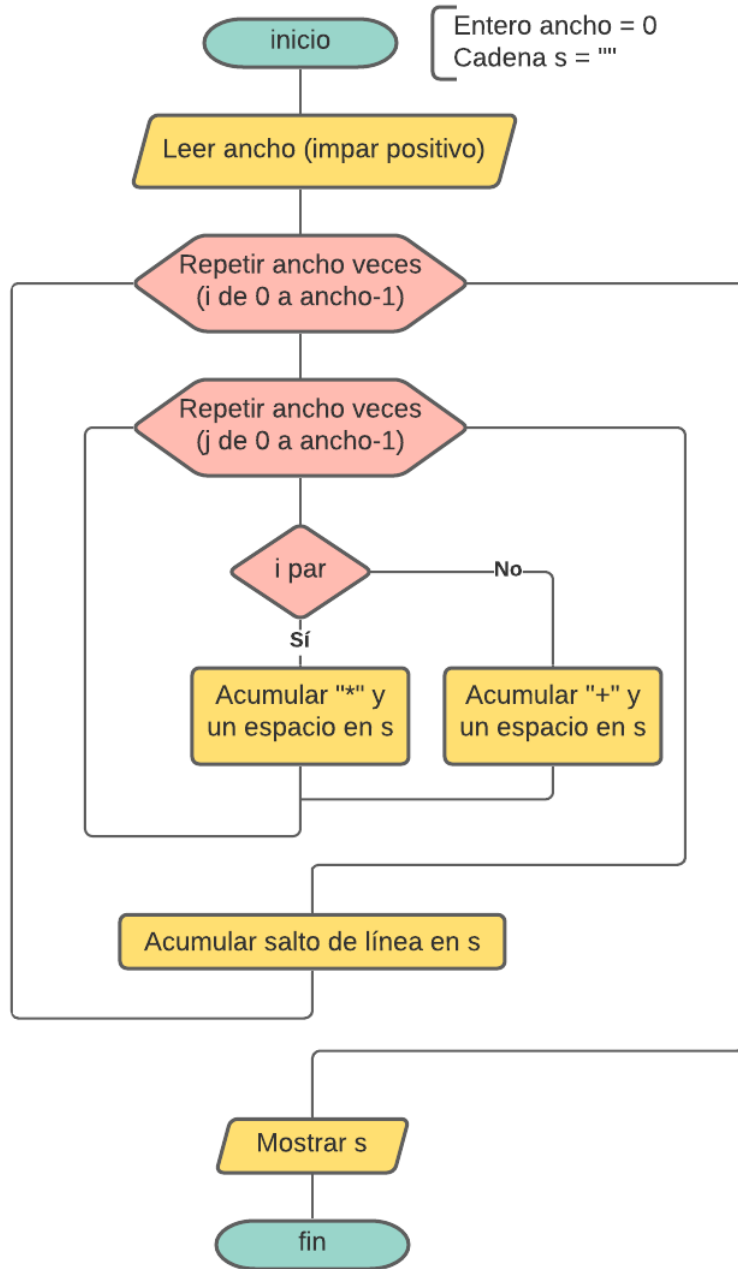 inicio
Entero ancho = 0
Cadena s = ""
Leer ancho (impar positivo)
Repetir ancho veces
(i de 0 a ancho-1)
Repetir ancho veces
(j de 0 a ancho-1)
i par
No
Sí
Acumular "*" y
un espacio en s
Acumular "+" y
un espacio en s
Acumular salto de línea en s
Mostrar s
fin